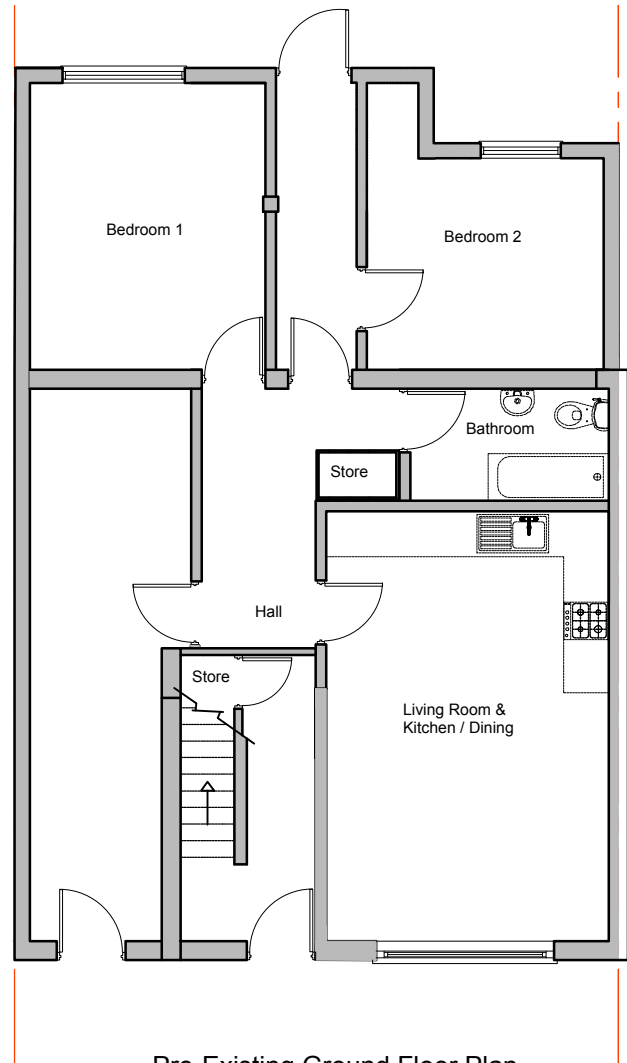 Bedroom 1
Bedroom 2
Bathroom
Store
Hall
Store
Living Room &
Kitchen / Dining
Pre-Existing Ground Floor Plan